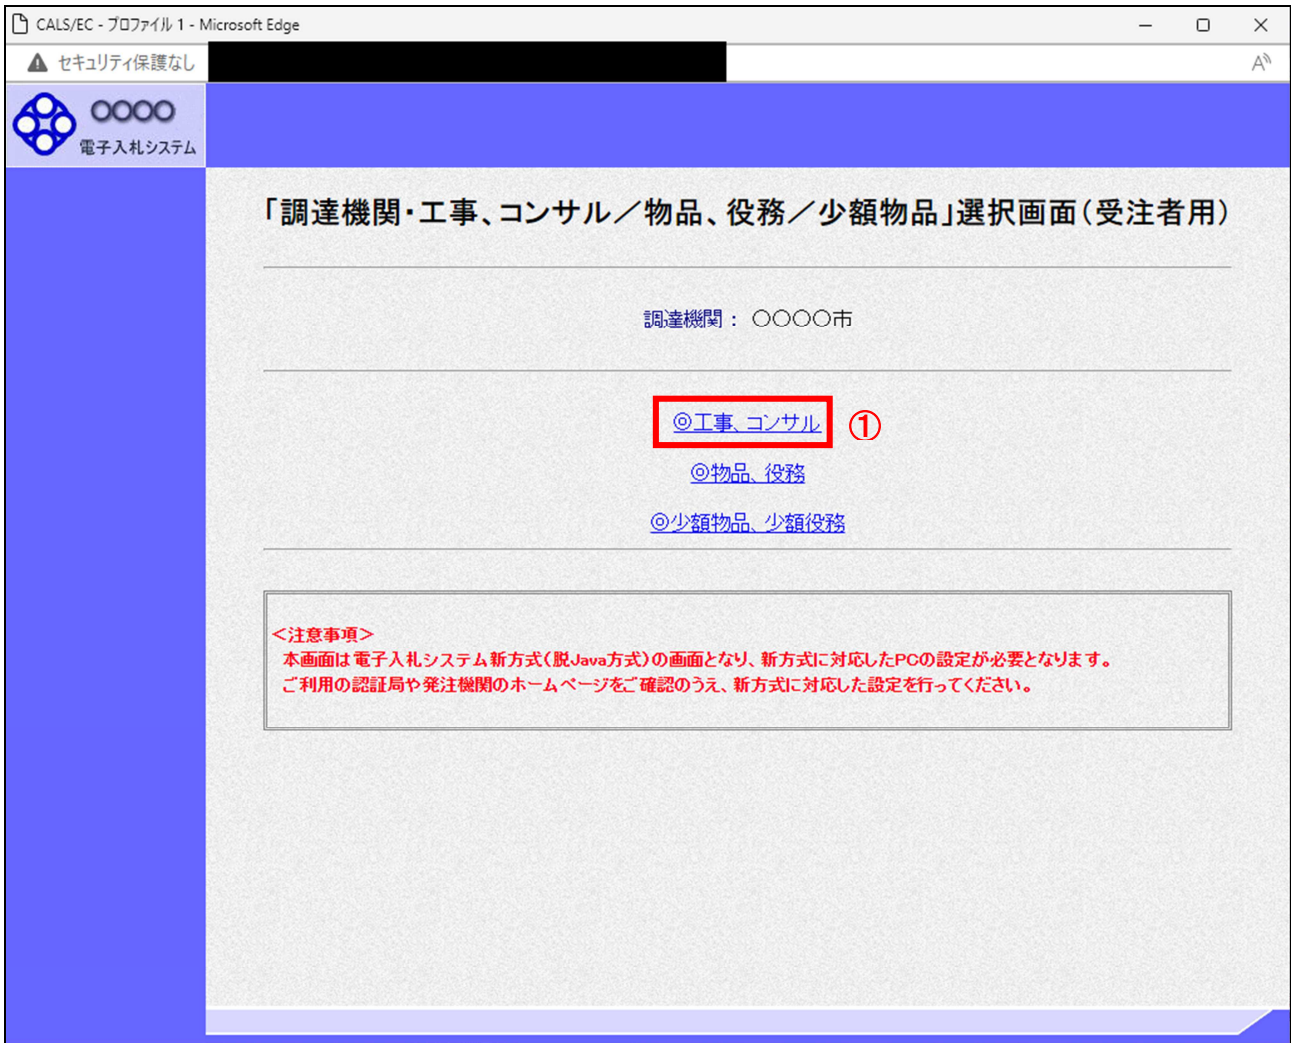 CALS/EC - プロファイル 1 - Microsoft Edge
セキュリティ保護なし
〇〇〇〇
電子入札システム
「調達機関・工事、コンサル／物品、役務／少額物品」選択画面（受注者用）
調達機関： 〇〇〇〇市
◎工事、コンサル ①
◎物品、役務
◎少額物品、少額役務
＜注意事項＞
本画面は電子入札システム新方式（脱Java方式）の画面となり、新方式に対応したPCの設定が必要となります。
ご利用の認証局や発注機関のホームページをご確認のうえ、新方式に対応した設定を行ってください。